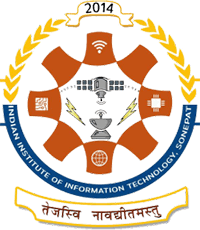 2014
INDIAN INSTITUTE OF INFORMATION TECHNOLOGY, SONEPAT
तेजस्वि नावधीतमस्तु